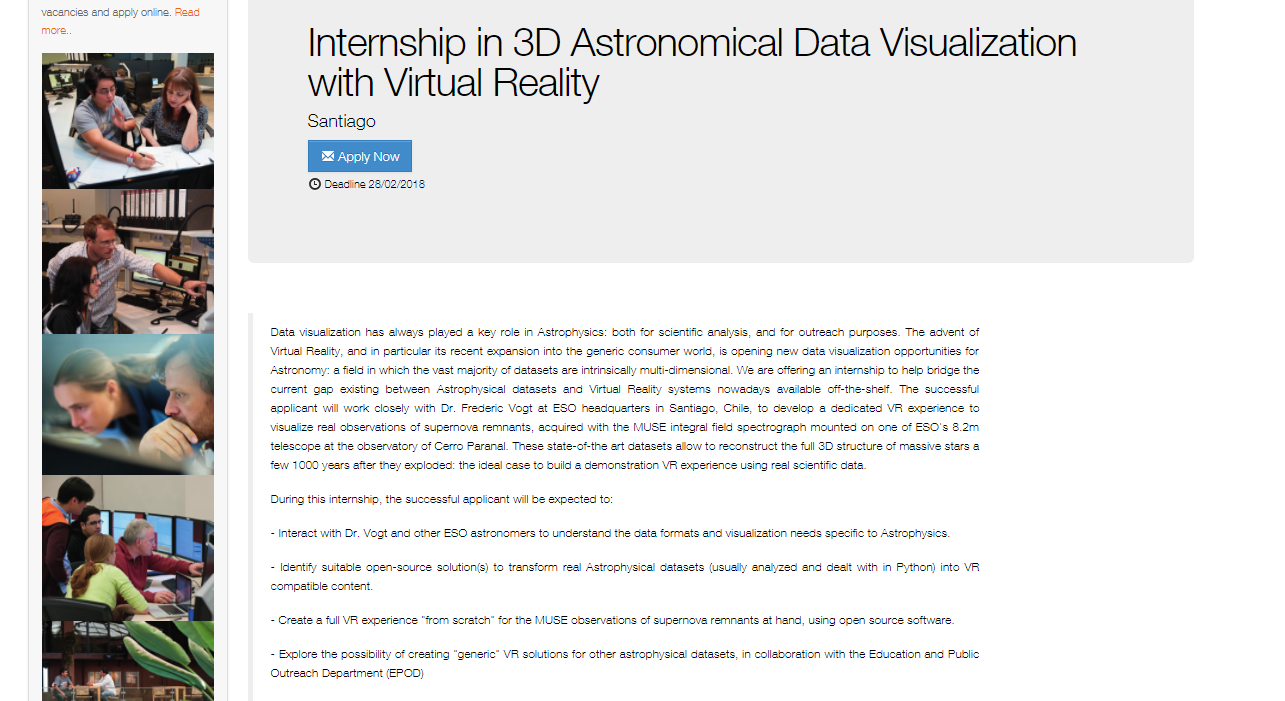 vacancies and apply online. Read
more..
Internship in 3D Astronomical Data Visualization
with Virtual Reality
Santiago
Apply Now
Deadline 28/02/2018
Data visualization has always played a key role in Astrophysics: both for scientific analysis, and for outreach purposes. The advent of
Virtual Reality, and in particular its recent expansion into the generic consumer world, is opening new data visualization opportunities for
Astronomy: a field in which the vast majority of datasets are intrinsically multi-dimensional. We are offering an internship to help bridge the
current gap existing between Astrophysical datasets and Virtual Reality systems nowadays available off-the-shelf. The successful
applicant will work closely with Dr. Frederic Vogt at ESO headquarters in Santiago, Chile, to develop a dedicated VR experience to
visualize real observations of supernova remnants, acquired with the MUSE integral field spectrograph mounted on one of ESO's 8.2m
telescope at the observatory of Cerro Paranal. These state-of-the art datasets allow to reconstruct the full 3D structure of massive stars a
few 1000 years after they exploded: the ideal case to build a demonstration VR experience using real scientific data.
During this internship, the successful applicant will be expected to:
- Interact with Dr. Vogt and other ESO astronomers to understand the data formats and visualization needs specific to Astrophysics.
- Identify suitable open-source solution(s) to transform real Astrophysical datasets (usually analyzed and dealt with in Python) into VR
compatible content.
- Create a full VR experience "from scratch" for the MUSE observations of supernova remnants at hand, using open source software.
- Explore the possibility of creating "generic" VR solutions for other astrophysical datasets, in collaboration with the Education and Public
Outreach Department (EPOD)